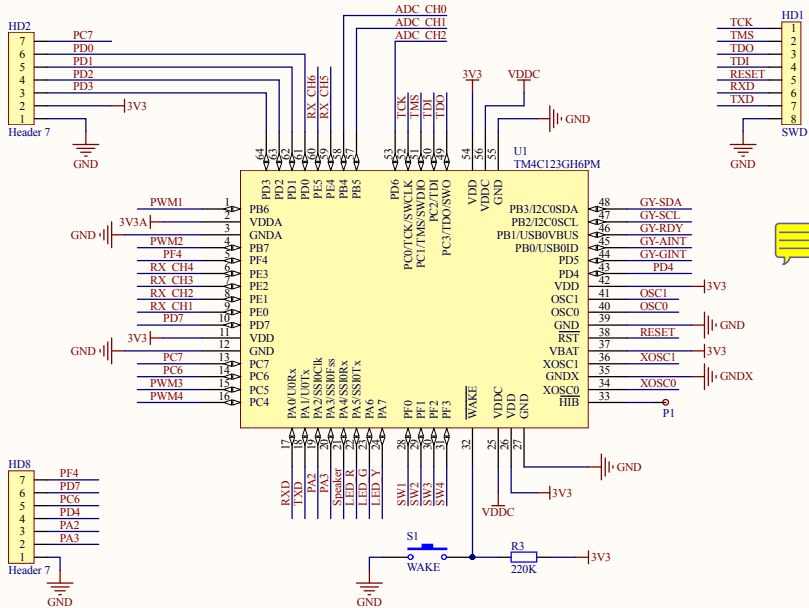 HD2
7 PC7
6 PD0
5 PD1
4 PD2
3 PD3
2 3V3
1
Header 7
GND
ADC_CH0
ADC_CH1
ADC_CH2
RX_CH6
RX_CH5
TCK
TMS
TDI
TDO
3V3
VDDC
GND
HD1
TCK 1
TMS 2
TDO 3
TDI 4
RESET 5
RXD 6
TXD 7
8
SWD
GND
U1
TM4C123GH6PM
64 PD3
63 PD2
62 PD1
61 PD0
60 PE5
59 PE4
58 PB4
57 PB5
53 PD6
52 PC0/TCK/SWCLK
51 PC1/TMS/SWDIO
50 PC2/TDI
49 PC3/TDO/SWO
54 VDD
56 VDDC
55 GND
PWM1 1 PB6
3V3A 2 VDDA
GND 3 GNDA
PWM2 4 PB7
PF4 5 PF4
RX_CH4 6 PE3
RX_CH3 7 PE2
RX_CH2 8 PE1
RX_CH1 9 PE0
PD7 10 PD7
3V3 11 VDD
GND 12 GND
PC7 13 PC7
PC6 14 PC6
PWM3 15 PC5
PWM4 16 PC4
PB3/I2C0SDA 48 GY-SDA
PB2/I2C0SCL 47 GY-SCL
PB1/USB0VBUS 46 GY-RDY
PB0/USB0ID 45 GY-AINT
PD5 44 GY-GINT
PD4 43 PD4
VDD 42 3V3
OSC1 41 OSC1
OSC0 40 OSC0
GND 39 GND
RST 38 RESET
VBAT 37 3V3
XOSC1 36 XOSC1
GNDX 35 GNDX
XOSC0 34 XOSC0
HIB 33 P1
PA0/U0Rx 17 RXD
PA1/U0Tx 18 TXD
PA2/SSI0Clk 19 PA2
PA3/SSI0Fss 20 PA3
PA4/SSI0Rx 21 Speaker
PA5/SSI0Tx 22 LED_R
PA6 23 LED_G
PA7 24 LED_Y
PF0 28 SW1
PF1 29 SW2
PF2 30 SW3
PF3 31 SW4
WAKE 32
VDDC 25 VDDC
VDD 26 3V3
GND 27 GND
HD8
7 PF4
6 PD7
5 PC6
4 PD4
3 PA2
2 PA3
1
Header 7
GND
S1
WAKE
GND
R3
220K
3V3